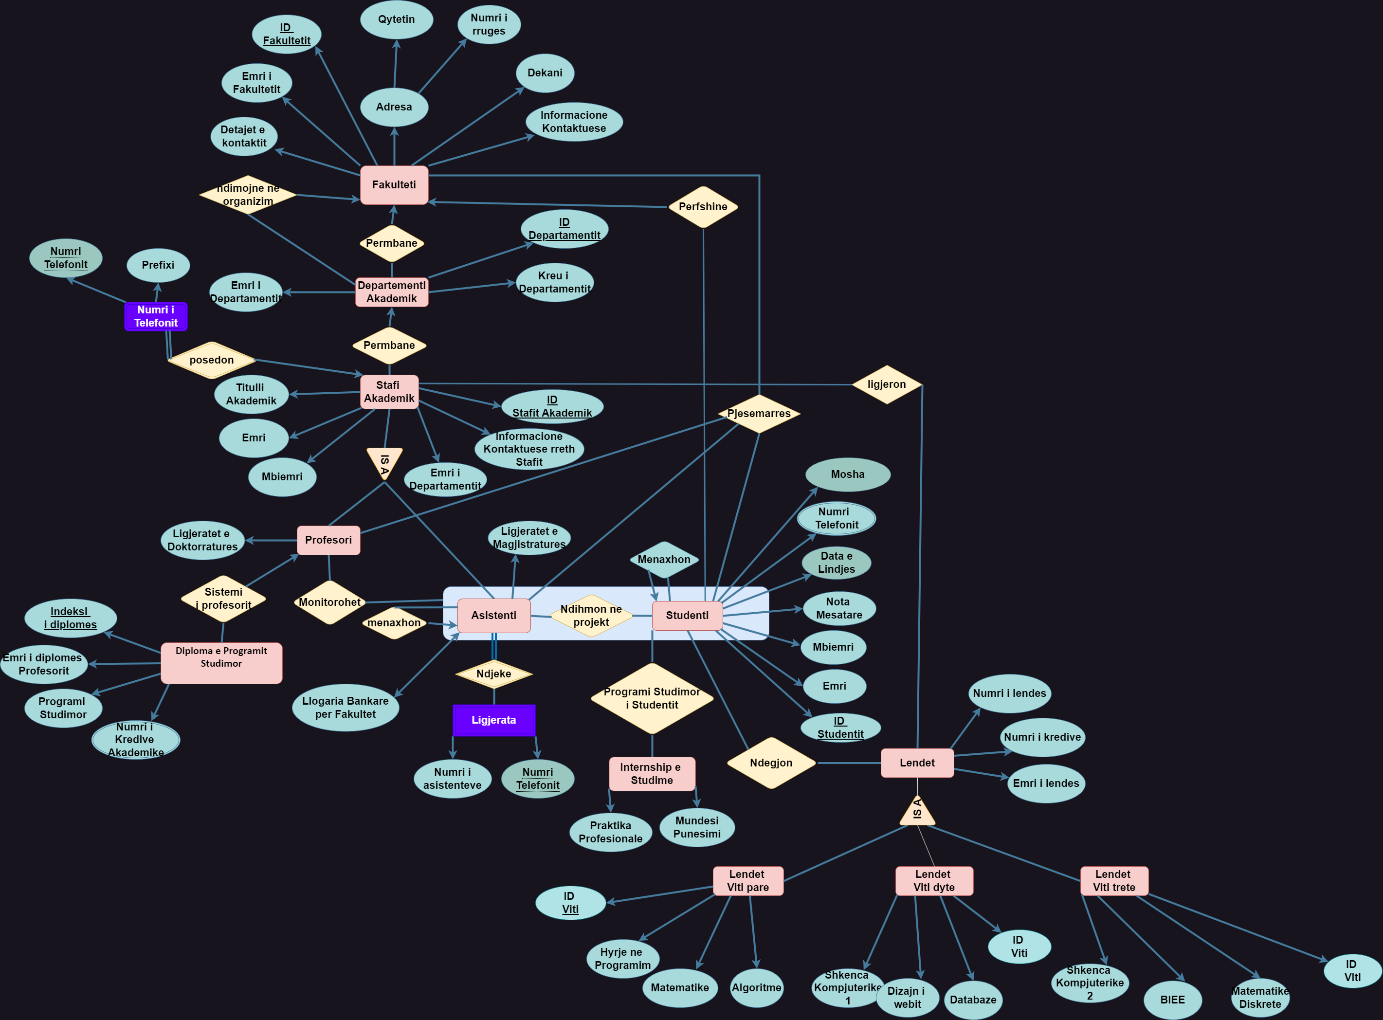 ID
Fakultetit
Qytetin
Numri i
rruges
Emri i
Fakultetit
Adresa
Dekani
Detajet e
kontaktit
Informacione
Kontaktuese
Fakulteti
ndimojne ne
organizim
Perfshine
Permbane
ID
Departamentit
Numri
Telefonit
Prefixi
Emri I
Departamentit
Departementi
Akademik
Kreu i
Departamentit
Numri i
Telefonit
Permbane
posedon
Titulli
Akademik
Stafi
Akademik
ligjeron
ID
Stafit Akademik
Pjesemarres
Emri
Informacione
Kontaktuese rreth
Stafit
Mbiemri
IS A
Emri i
Departamentit
Mosha
Numri
Telefonit
Ligjeratet e
Doktorratures
Profesori
Ligjeratet e
Magjistratures
Menaxhon
Data e
Lindjes
Sistemi
i profesorit
Monitorohet
Asistenti
Ndihmon ne
projekt
Studenti
Nota
Mesatare
Indeksi
i diplomes
menaxhon
Mbiemri
Emri i diplomes
Profesorit
Diploma e Programit
Studimor
Ndjeke
Emri
Programi
Studimor
Llogaria Bankare
per Fakultet
Programi Studimor
i Studentit
Numri i lendes
Numri i
Kredive
Akademike
Ligjerata
ID
Studentit
Numri i kredive
Numri i
asistenteve
Numri
Telefonit
Internship e
Studime
Ndegjon
Lendet
Emri i lendes
Praktika
Profesionale
Mundesi
Punesimi
IS A
Lendet
Viti pare
Lendet
Viti dyte
Lendet
Viti trete
ID
Viti
Hyrje ne
Programim
Matematike
Algoritme
Shkenca
Kompjuterike
1
Dizajn i
webit
Databaze
ID
Viti
Shkenca
Kompjuterike
2
BIEE
Matematike
Diskrete
ID
Viti